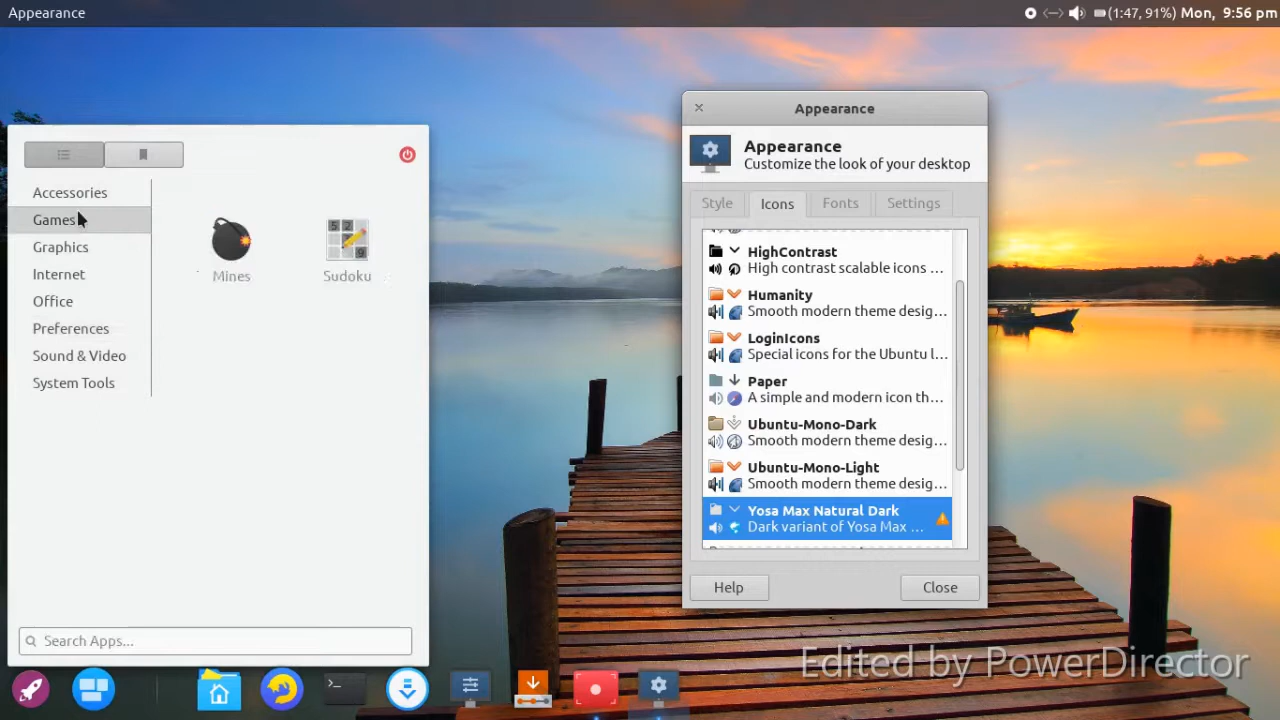 Appearance
(1:47, 91%) Mon, 9:56 pm
Accessories
Games
Graphics
Internet
Office
Preferences
Sound & Video
System Tools
Mines
Sudoku
Search Apps...
Appearance
Appearance
Customize the look of your desktop
Style Icons Fonts Settings
HighContrast
High contrast scalable icons ...
Humanity
Smooth modern theme desig...
LoginIcons
Special icons for the Ubuntu l...
Paper
A simple and modern icon th...
Ubuntu-Mono-Dark
Smooth modern theme desig...
Ubuntu-Mono-Light
Smooth modern theme desig...
Yosa Max Natural Dark
Dark variant of Yosa Max ...
Help Close
Edited by PowerDirector